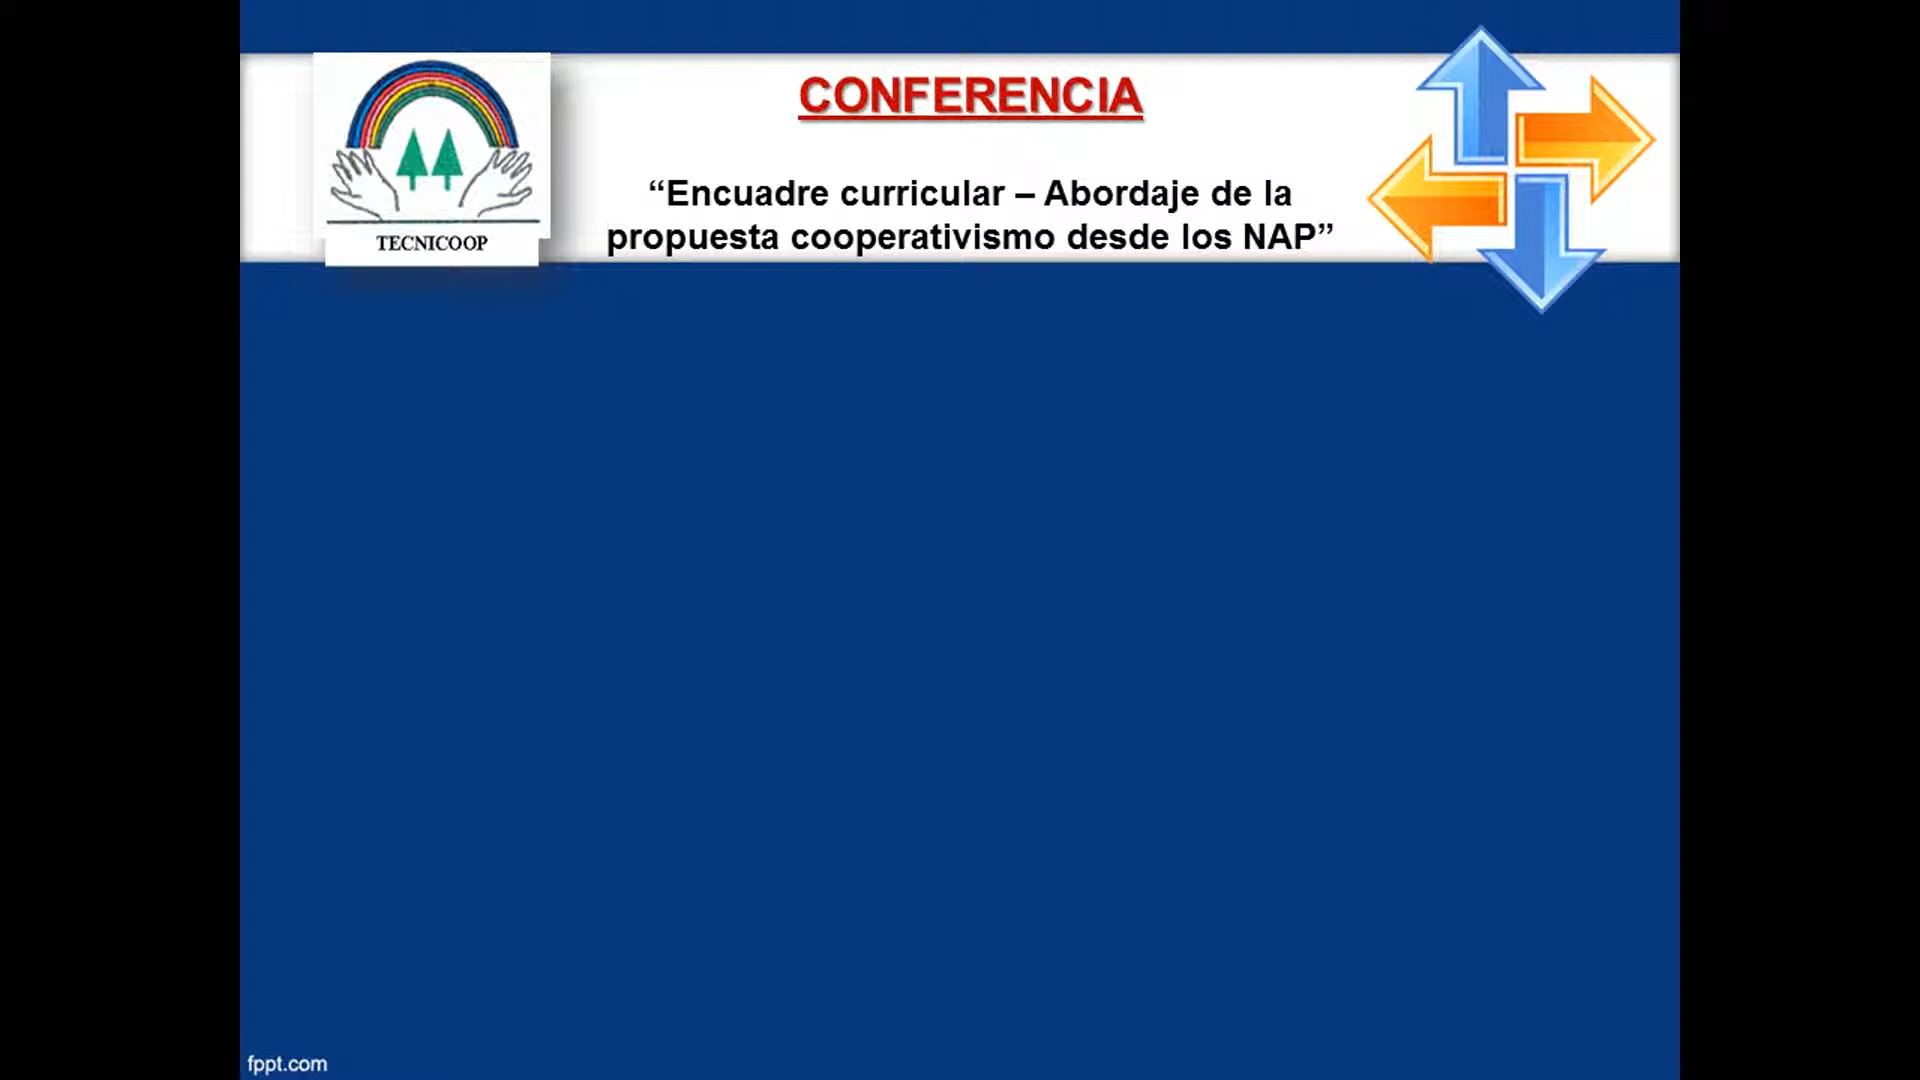 TECNICOOP
CONFERENCIA
“Encuadre curricular – Abordaje de la
propuesta cooperativismo desde los NAP”
fppt.com